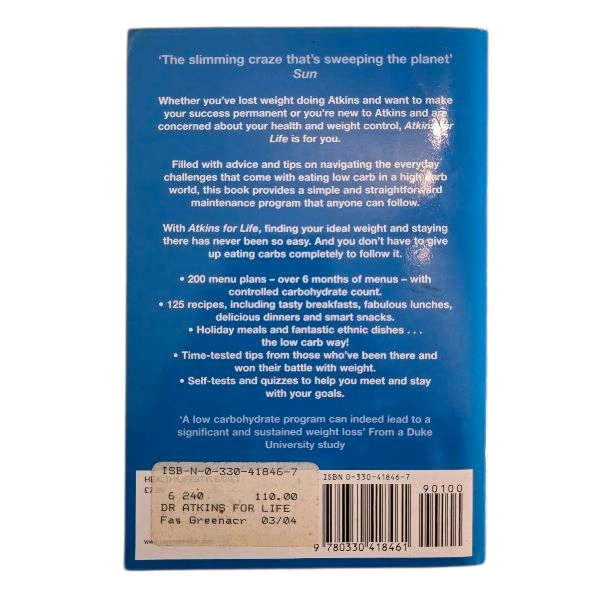 ‘The slimming craze that's sweeping the planet’
Sun
Whether you've lost weight doing Atkins and want to make
your success permanent or you're new to Atkins and are
concerned about your health and weight control, Atkins for
Life is for you.
Filled with advice and tips on navigating the everyday
challenges that come with eating low carb in a high carb
world, this book provides a simple and straightforward
maintenance program that anyone can follow.
With Atkins for Life, finding your ideal weight and staying
there has never been so easy. And you don't have to give
up eating carbs completely to follow it.
• 200 menu plans – over 6 months of menus – with
controlled carbohydrate count.
• 125 recipes, including tasty breakfasts, fabulous lunches,
delicious dinners and smart snacks.
• Holiday meals and fantastic ethnic dishes . . .
the low carb way!
• Time-tested tips from those who've been there and
won their battle with weight.
• Self-tests and quizzes to help you meet and stay
with your goals.
‘A low carbohydrate program can indeed lead to a
significant and sustained weight loss’ From a Duke
University study
ISB-N-0-330-41846-7
6 240 110.00
DR ATKINS FOR LIFE
Fas Greenacr 03/04
ISBN 0-330-41846-7
90100
9 780330 418461